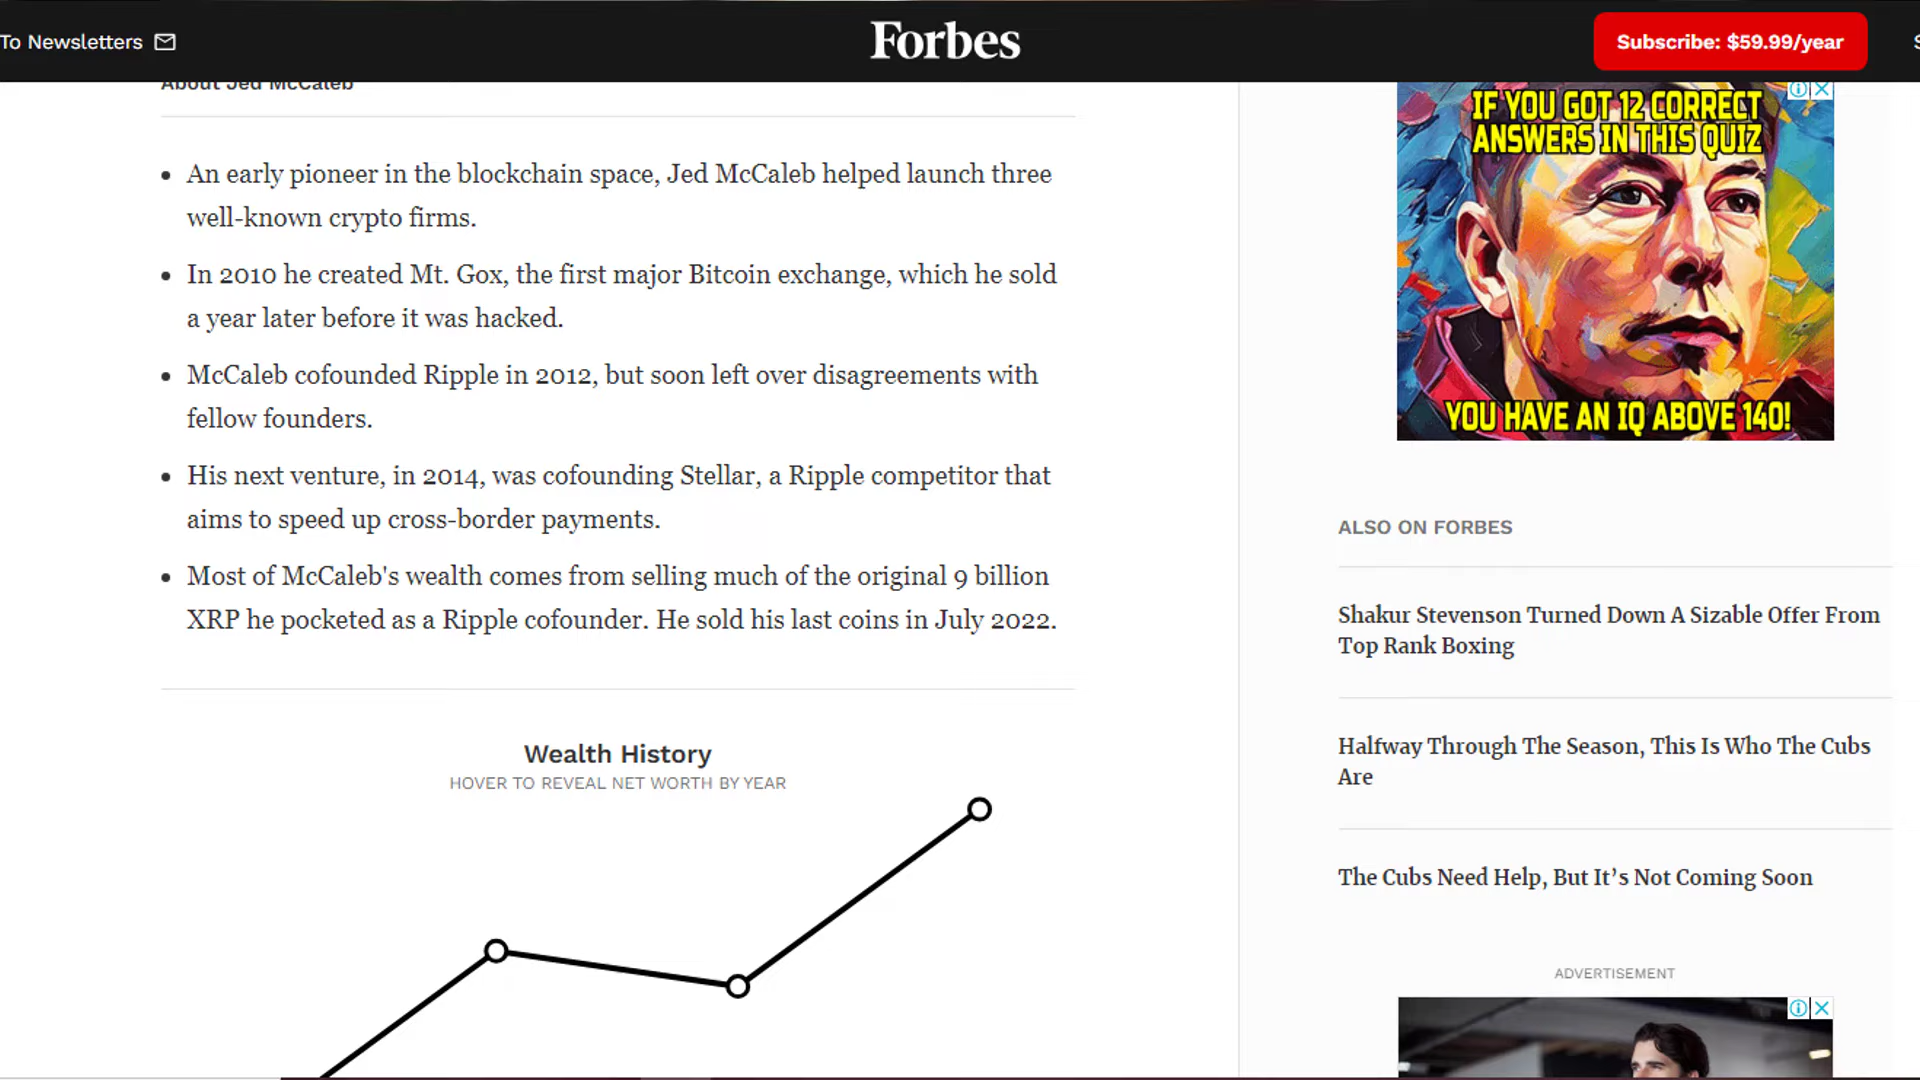 To Newsletters
Forbes
Subscribe: $59.99/year
About Jed McCaleb
An early pioneer in the blockchain space, Jed McCaleb helped launch three
well-known crypto firms.
In 2010 he created Mt. Gox, the first major Bitcoin exchange, which he sold
a year later before it was hacked.
McCaleb cofounded Ripple in 2012, but soon left over disagreements with
fellow founders.
His next venture, in 2014, was cofounding Stellar, a Ripple competitor that
aims to speed up cross-border payments.
Most of McCaleb's wealth comes from selling much of the original 9 billion
XRP he pocketed as a Ripple cofounder. He sold his last coins in July 2022.
Wealth History
HOVER TO REVEAL NET WORTH BY YEAR
IF YOU GOT 12 CORRECT
ANSWERS IN THIS QUIZ
YOU HAVE AN IQ ABOVE 140!
ALSO ON FORBES
Shakur Stevenson Turned Down A Sizable Offer From
Top Rank Boxing
Halfway Through The Season, This Is Who The Cubs
Are
The Cubs Need Help, But It’s Not Coming Soon
ADVERTISEMENT